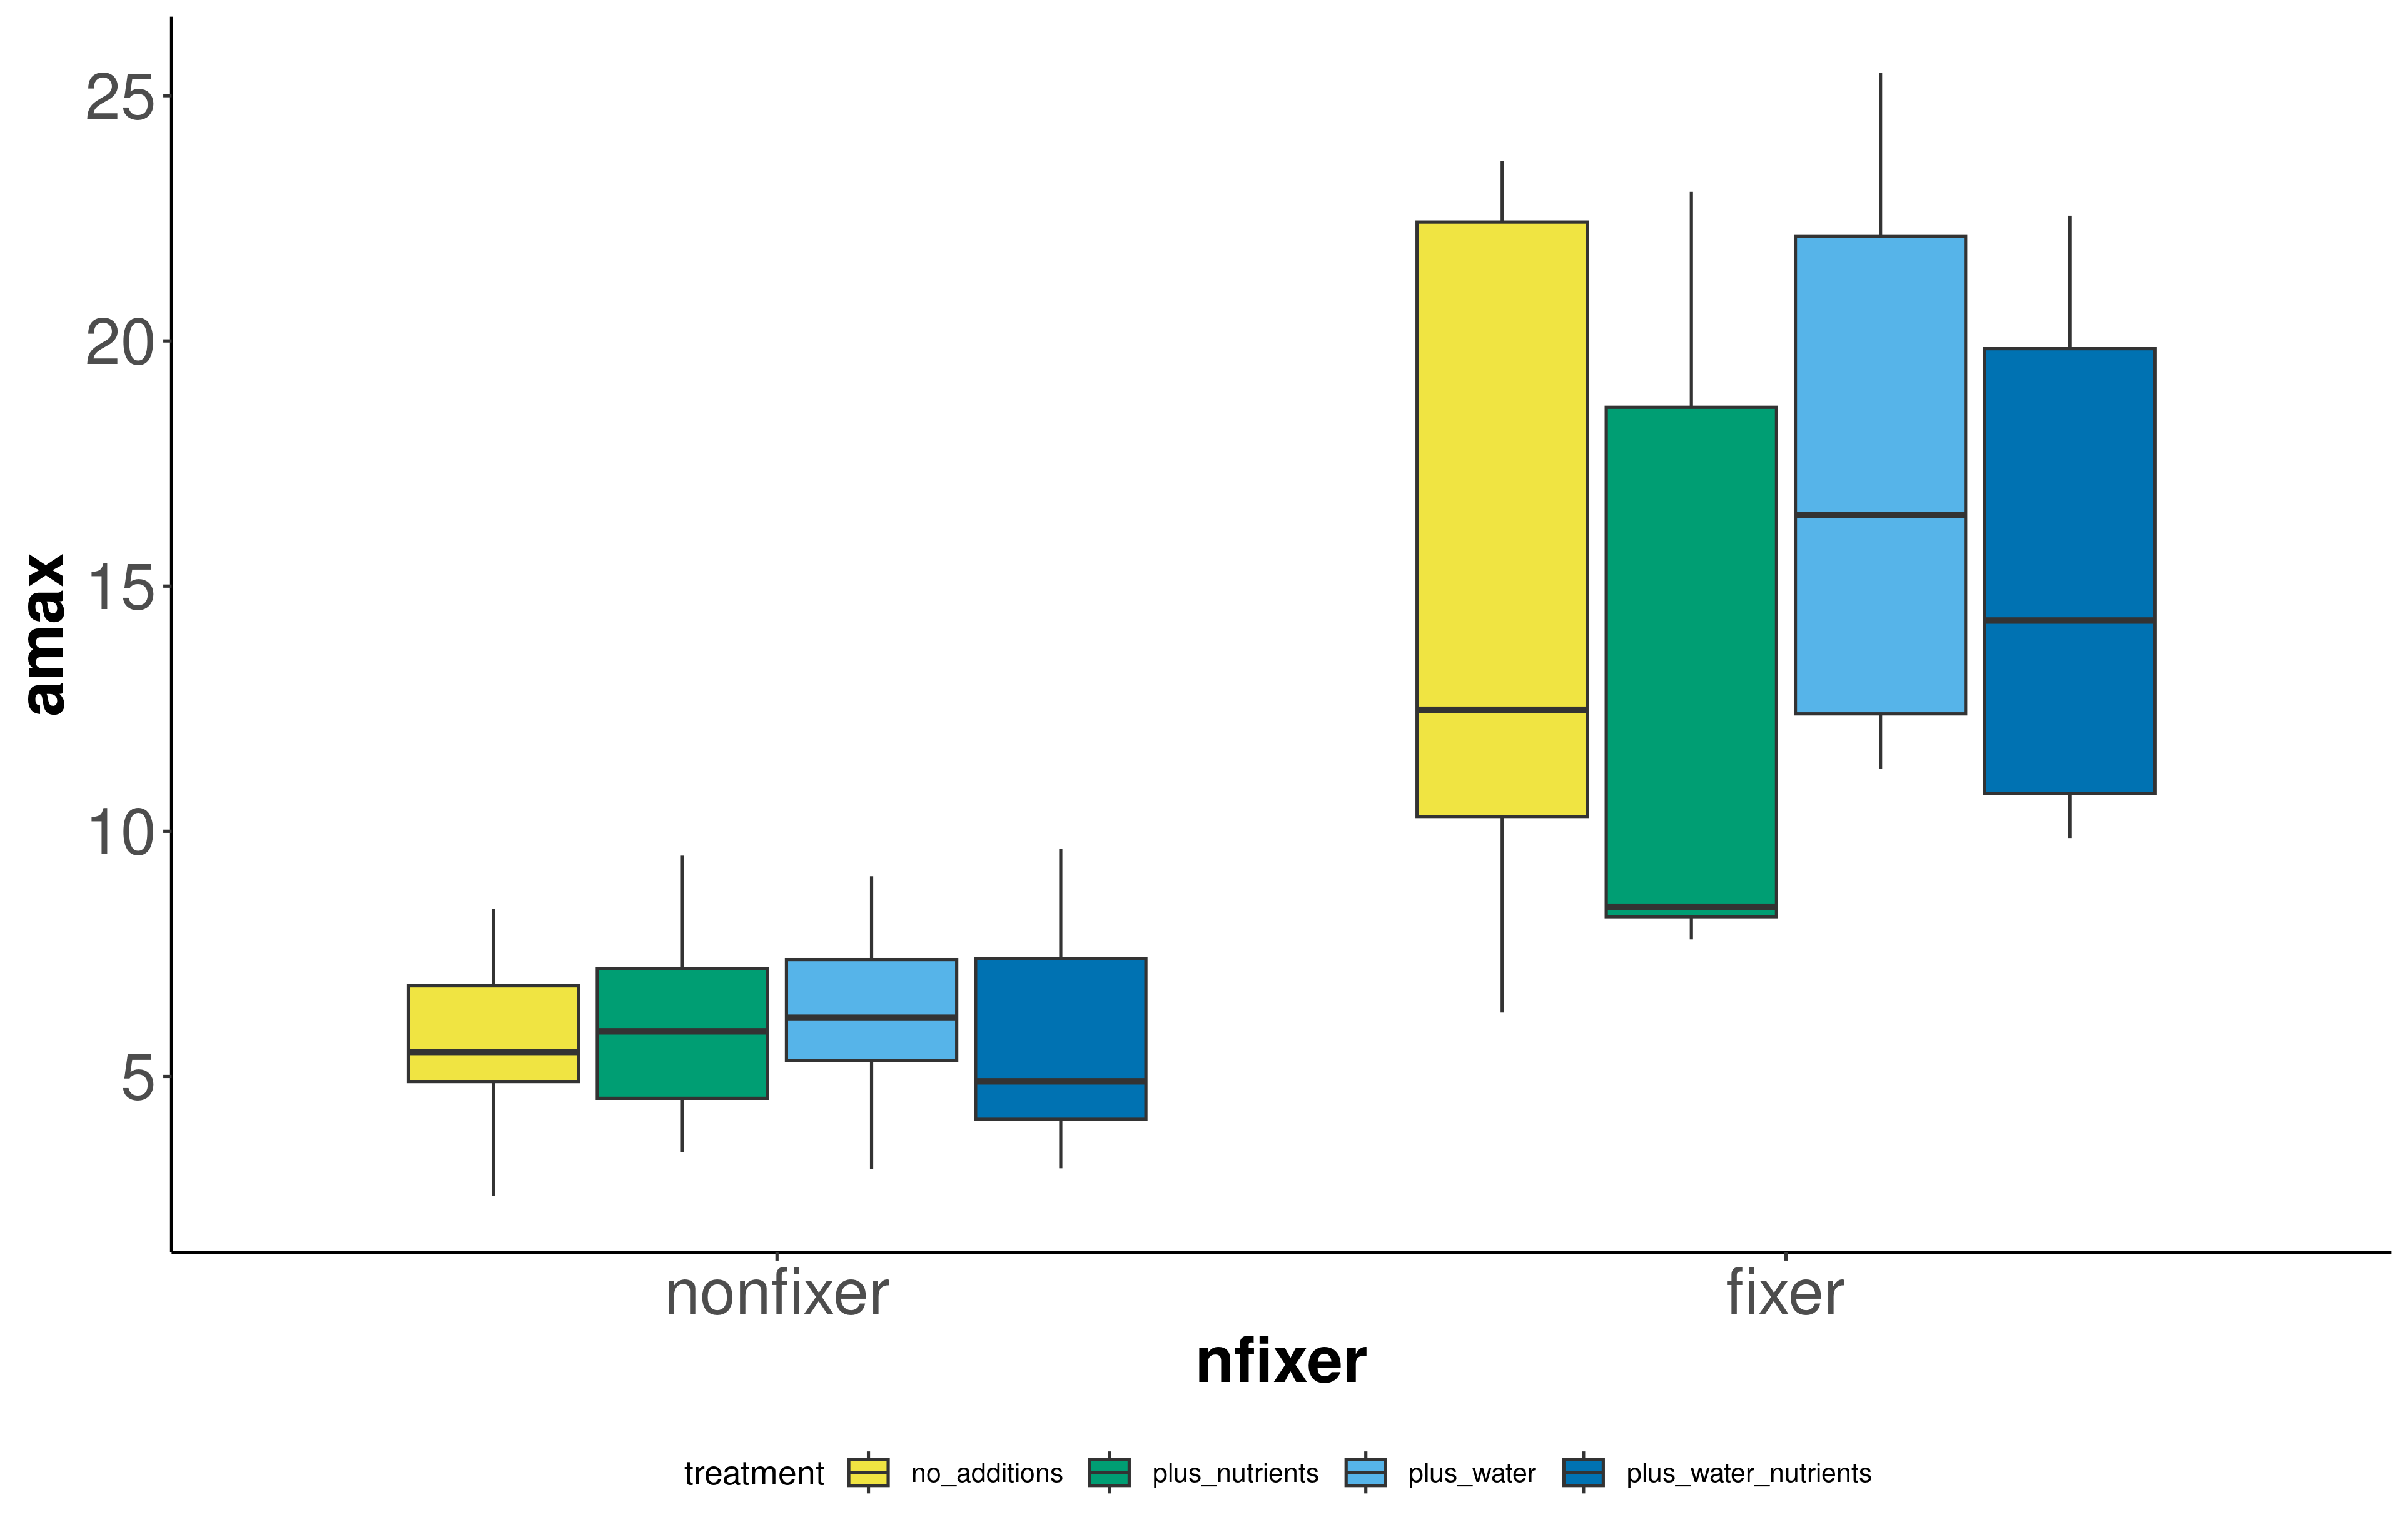 amax
25
20
15
10
5
nonfixer fixer
nfixer
treatment no_additions plus_nutrients plus_water plus_water_nutrients